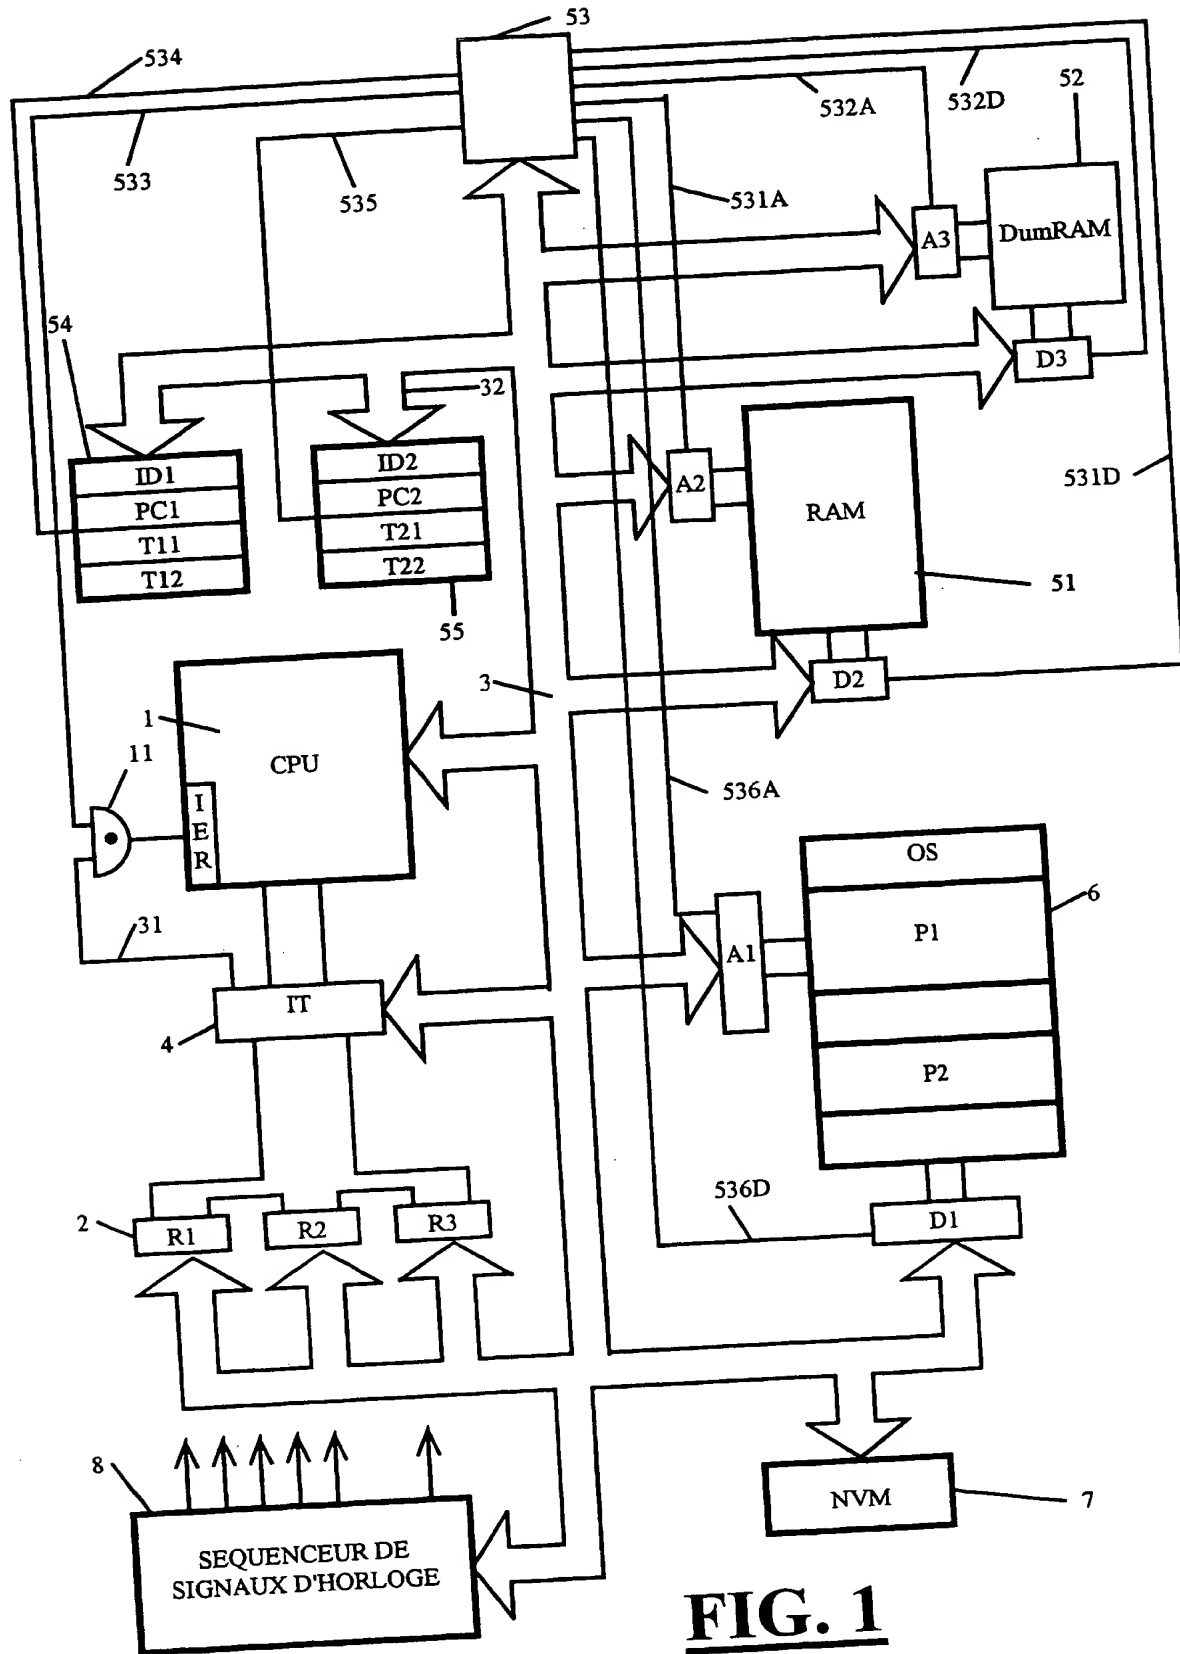 53
534
533
535
532A
532D
52
531A
A3
DumRAM
54
D3
32
ID1
PC1
T11
T12
ID2
PC2
T21
T22
A2
RAM
531D
51
55
3
D2
1
CPU
11
I
E
R
536A
OS
6
P1
A1
31
IT
4
P2
536D
2
R1
R2
R3
D1
8
SEQUENCEUR DE
SIGNAUX D'HORLOGE
NVM
7
FIG. 1